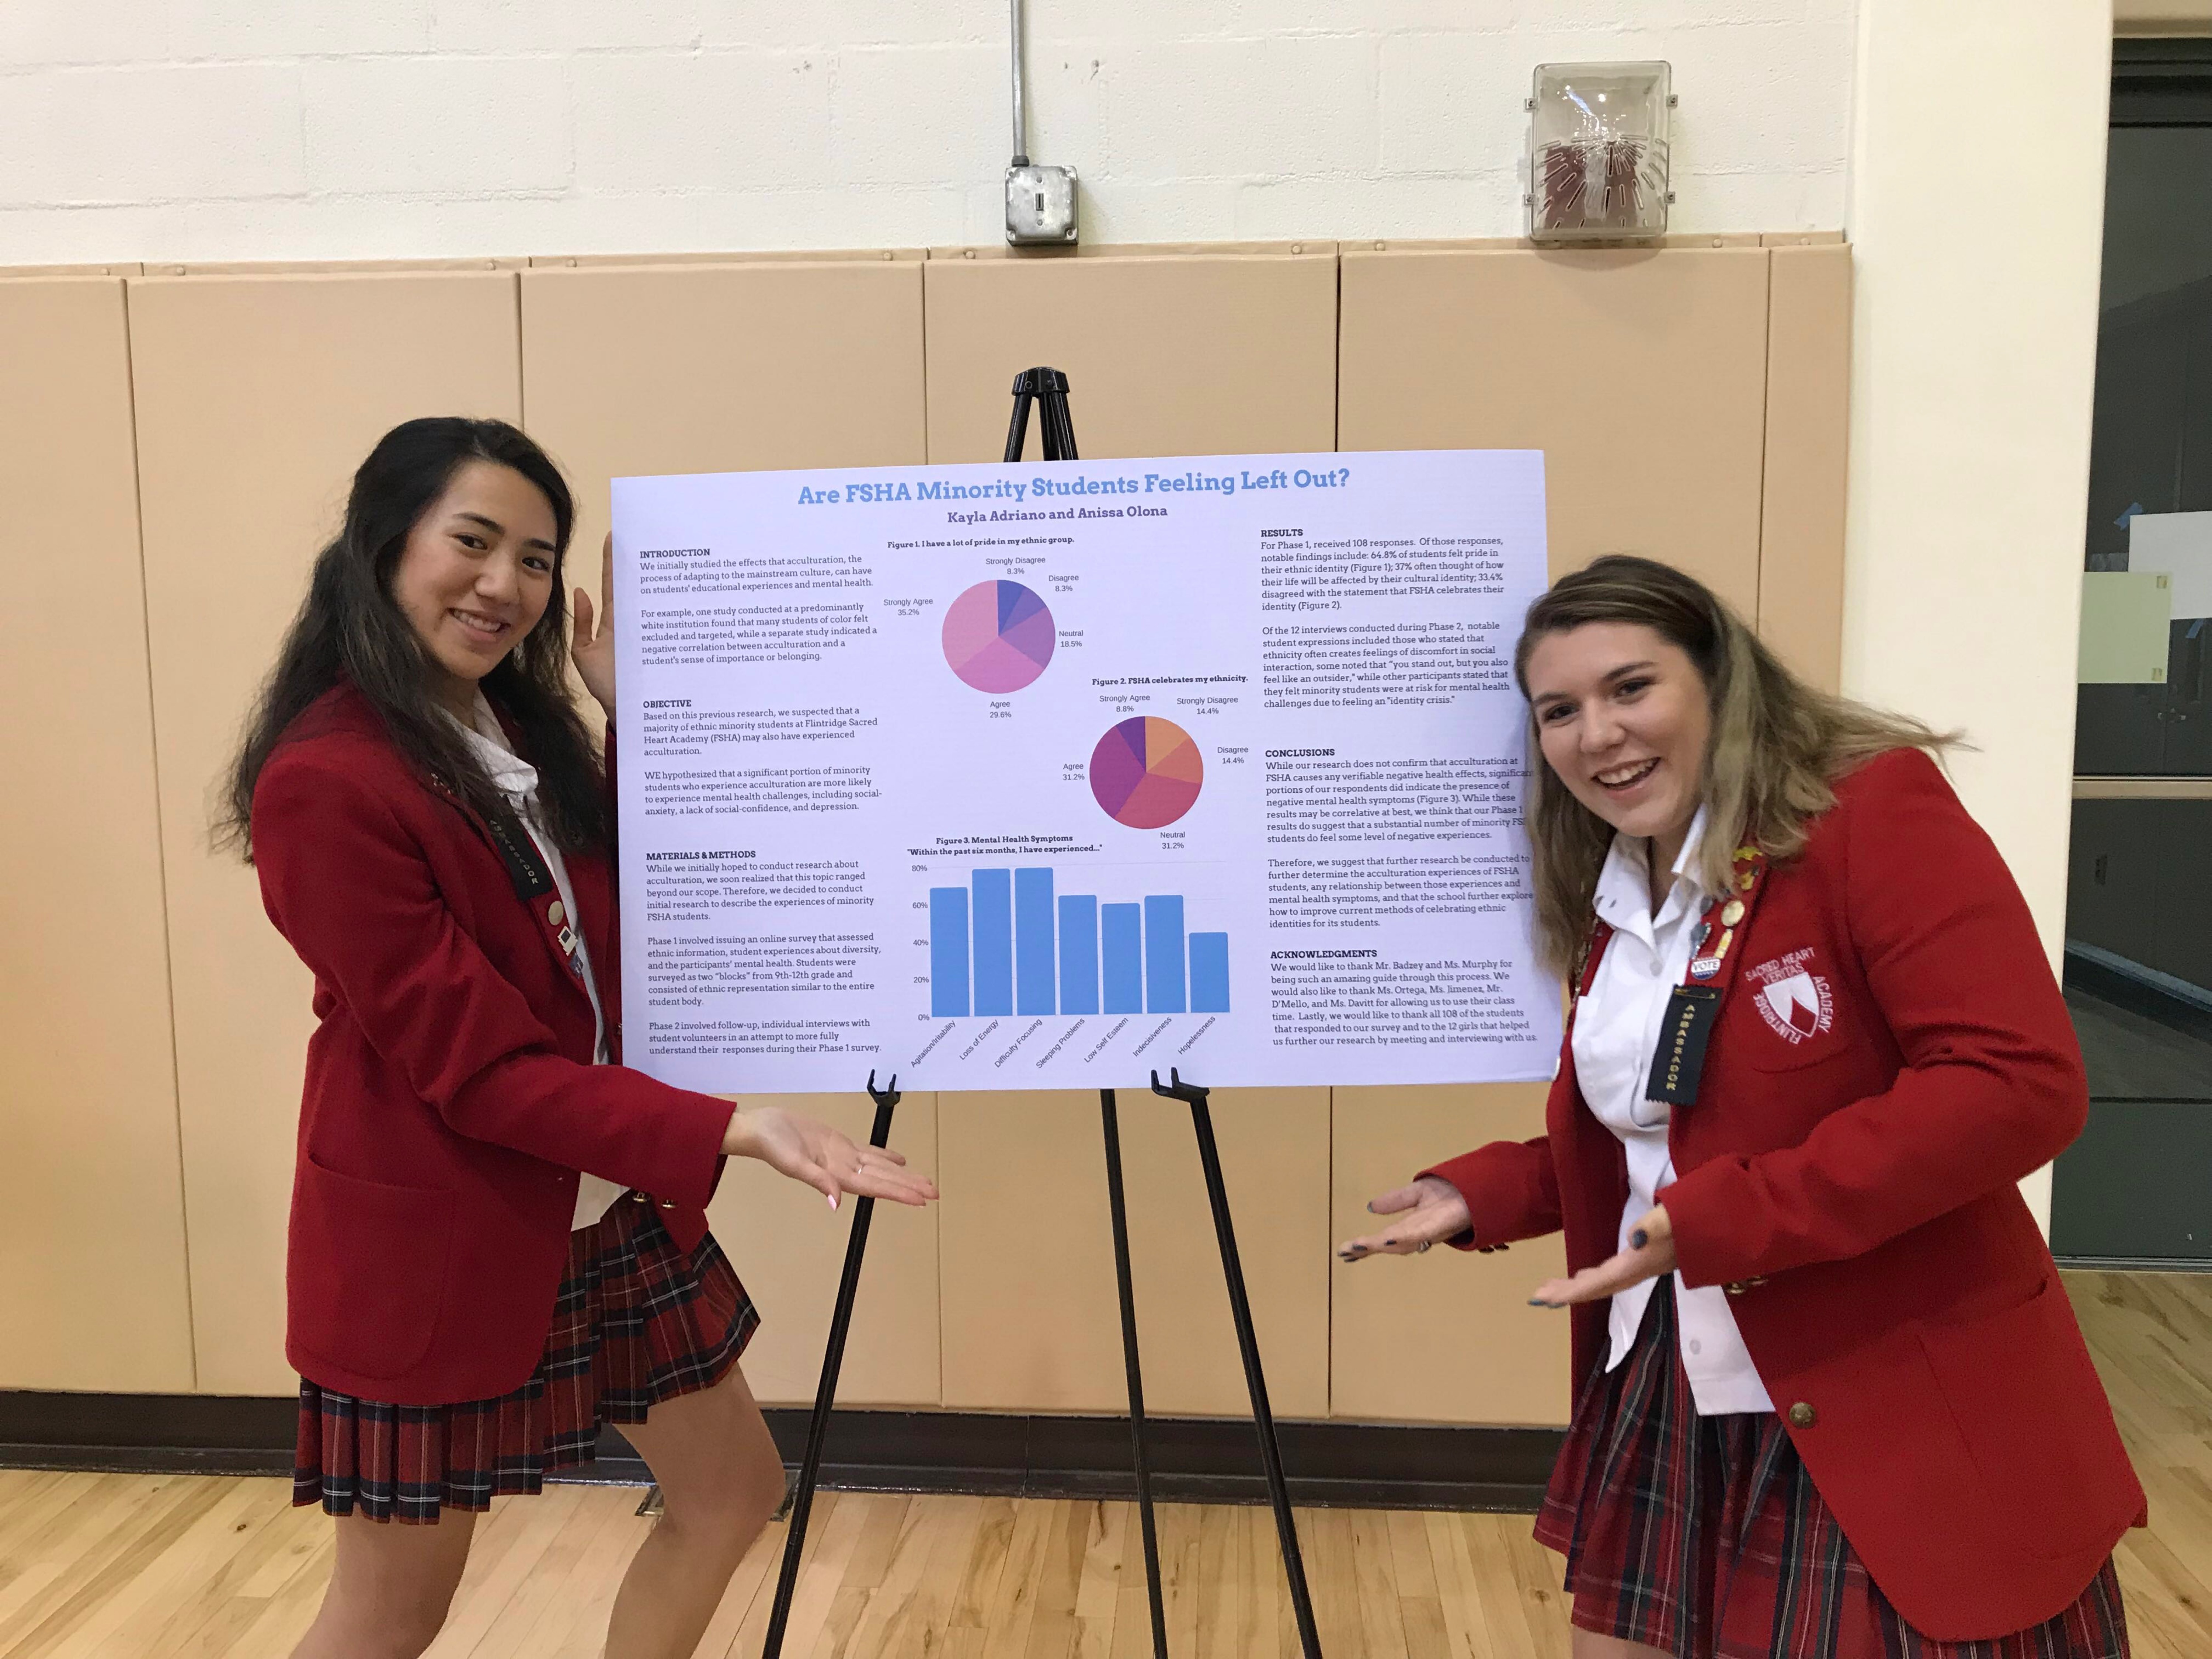 Are FSHA Minority Students Feeling Left Out?
Kayla Adriano and Anissa Olona
INTRODUCTION
We initially studied the effects that acculturation, the
process of adapting to the mainstream culture, can have
on students' educational experiences and mental health.
For example, one study conducted at a predominantly
white institution found that many students of color felt
excluded and targeted, while a separate study indicated a
negative correlation between acculturation and a
student's sense of importance or belonging.
OBJECTIVE
Based on this previous research, we suspected that a
majority of ethnic minority students at Flintridge Sacred
Heart Academy (FSHA) may also have experienced
acculturation.
WE hypothesized that a significant portion of minority
students who experience acculturation are more likely
to experience mental health challenges, including social-
anxiety, a lack of social-confidence, and depression.
MATERIALS & METHODS
While we initially hoped to conduct research about
acculturation, we soon realized that this topic ranged
beyond our scope. Therefore, we decided to conduct
initial research to describe the experiences of minority
FSHA students.
Phase 1 involved issuing an online survey that assessed
ethnic information, student experiences about diversity,
and the participants' mental health. Students were
surveyed as two "blocks" from 9th-12th grade and
consisted of ethnic representation similar to the entire
student body.
Phase 2 involved follow-up, individual interviews with
student volunteers in an attempt to more fully
understand their responses during their Phase 1 survey.
Figure 1. I have a lot of pride in my ethnic group.
Strongly Disagree
8.3%
Disagree
8.3%
Strongly Agree
35.2%
Neutral
18.5%
Agree
29.6%
Figure 2. FSHA celebrates my ethnicity.
Strongly Agree
8.8%
Strongly Disagree
14.4%
Disagree
14.4%
Agree
31.2%
Neutral
31.2%
Figure 3. Mental Health Symptoms
"Within the past six months, I have experienced..."
80%
60%
40%
20%
0%
Agitation/Iritability
Loss of Energy
Difficulty Focusing
Sleeping Problems
Low Self Esteem
Indecisiveness
Hopelessness
RESULTS
For Phase 1, received 108 responses. Of those responses,
notable findings include: 64.8% of students felt pride in
their ethnic identity (Figure 1); 37% often thought of how
their life will be affected by their cultural identity; 33.4%
disagreed with the statement that FSHA celebrates their
identity (Figure 2).
Of the 12 interviews conducted during Phase 2, notable
student expressions included those who stated that
ethnicity often creates feelings of discomfort in social
interaction, some noted that "you stand out, but you also
feel like an outsider," while other participants stated that
they felt minority students were at risk for mental health
challenges due to feeling an "identity crisis."
CONCLUSIONS
While our research does not confirm that acculturation at
FSHA causes any verifiable negative health effects, significan
portions of our respondents did indicate the presence of
negative mental health symptoms (Figure 3). While these
results may be correlative at best, we think that our Phase 1
results do suggest that a substantial number of minority FS
students do feel some level of negative experiences.
Therefore, we suggest that further research be conducted to
further determine the acculturation experiences of FSHA
students, any relationship between those experiences and
mental health symptoms, and that the school further explore
how to improve current methods of celebrating ethnic
identities for its students.
ACKNOWLEDGMENTS
We would like to thank Mr. Badzey and Ms. Murphy for
being such an amazing guide through this process. We
would also like to thank Ms. Ortega, Ms. Jimenez, Mr.
D'Mello, and Ms. Davitt for allowing us to use their class
time. Lastly, we would like to thank all 108 of the students
that responded to our survey and to the 12 girls that helped
us further our research by meeting and interviewing with us.
AMBASSADOR
VOTE
AMBASSADOR
SACRED HEART
VERITAS
ACADEMY
FLINTRIDGE